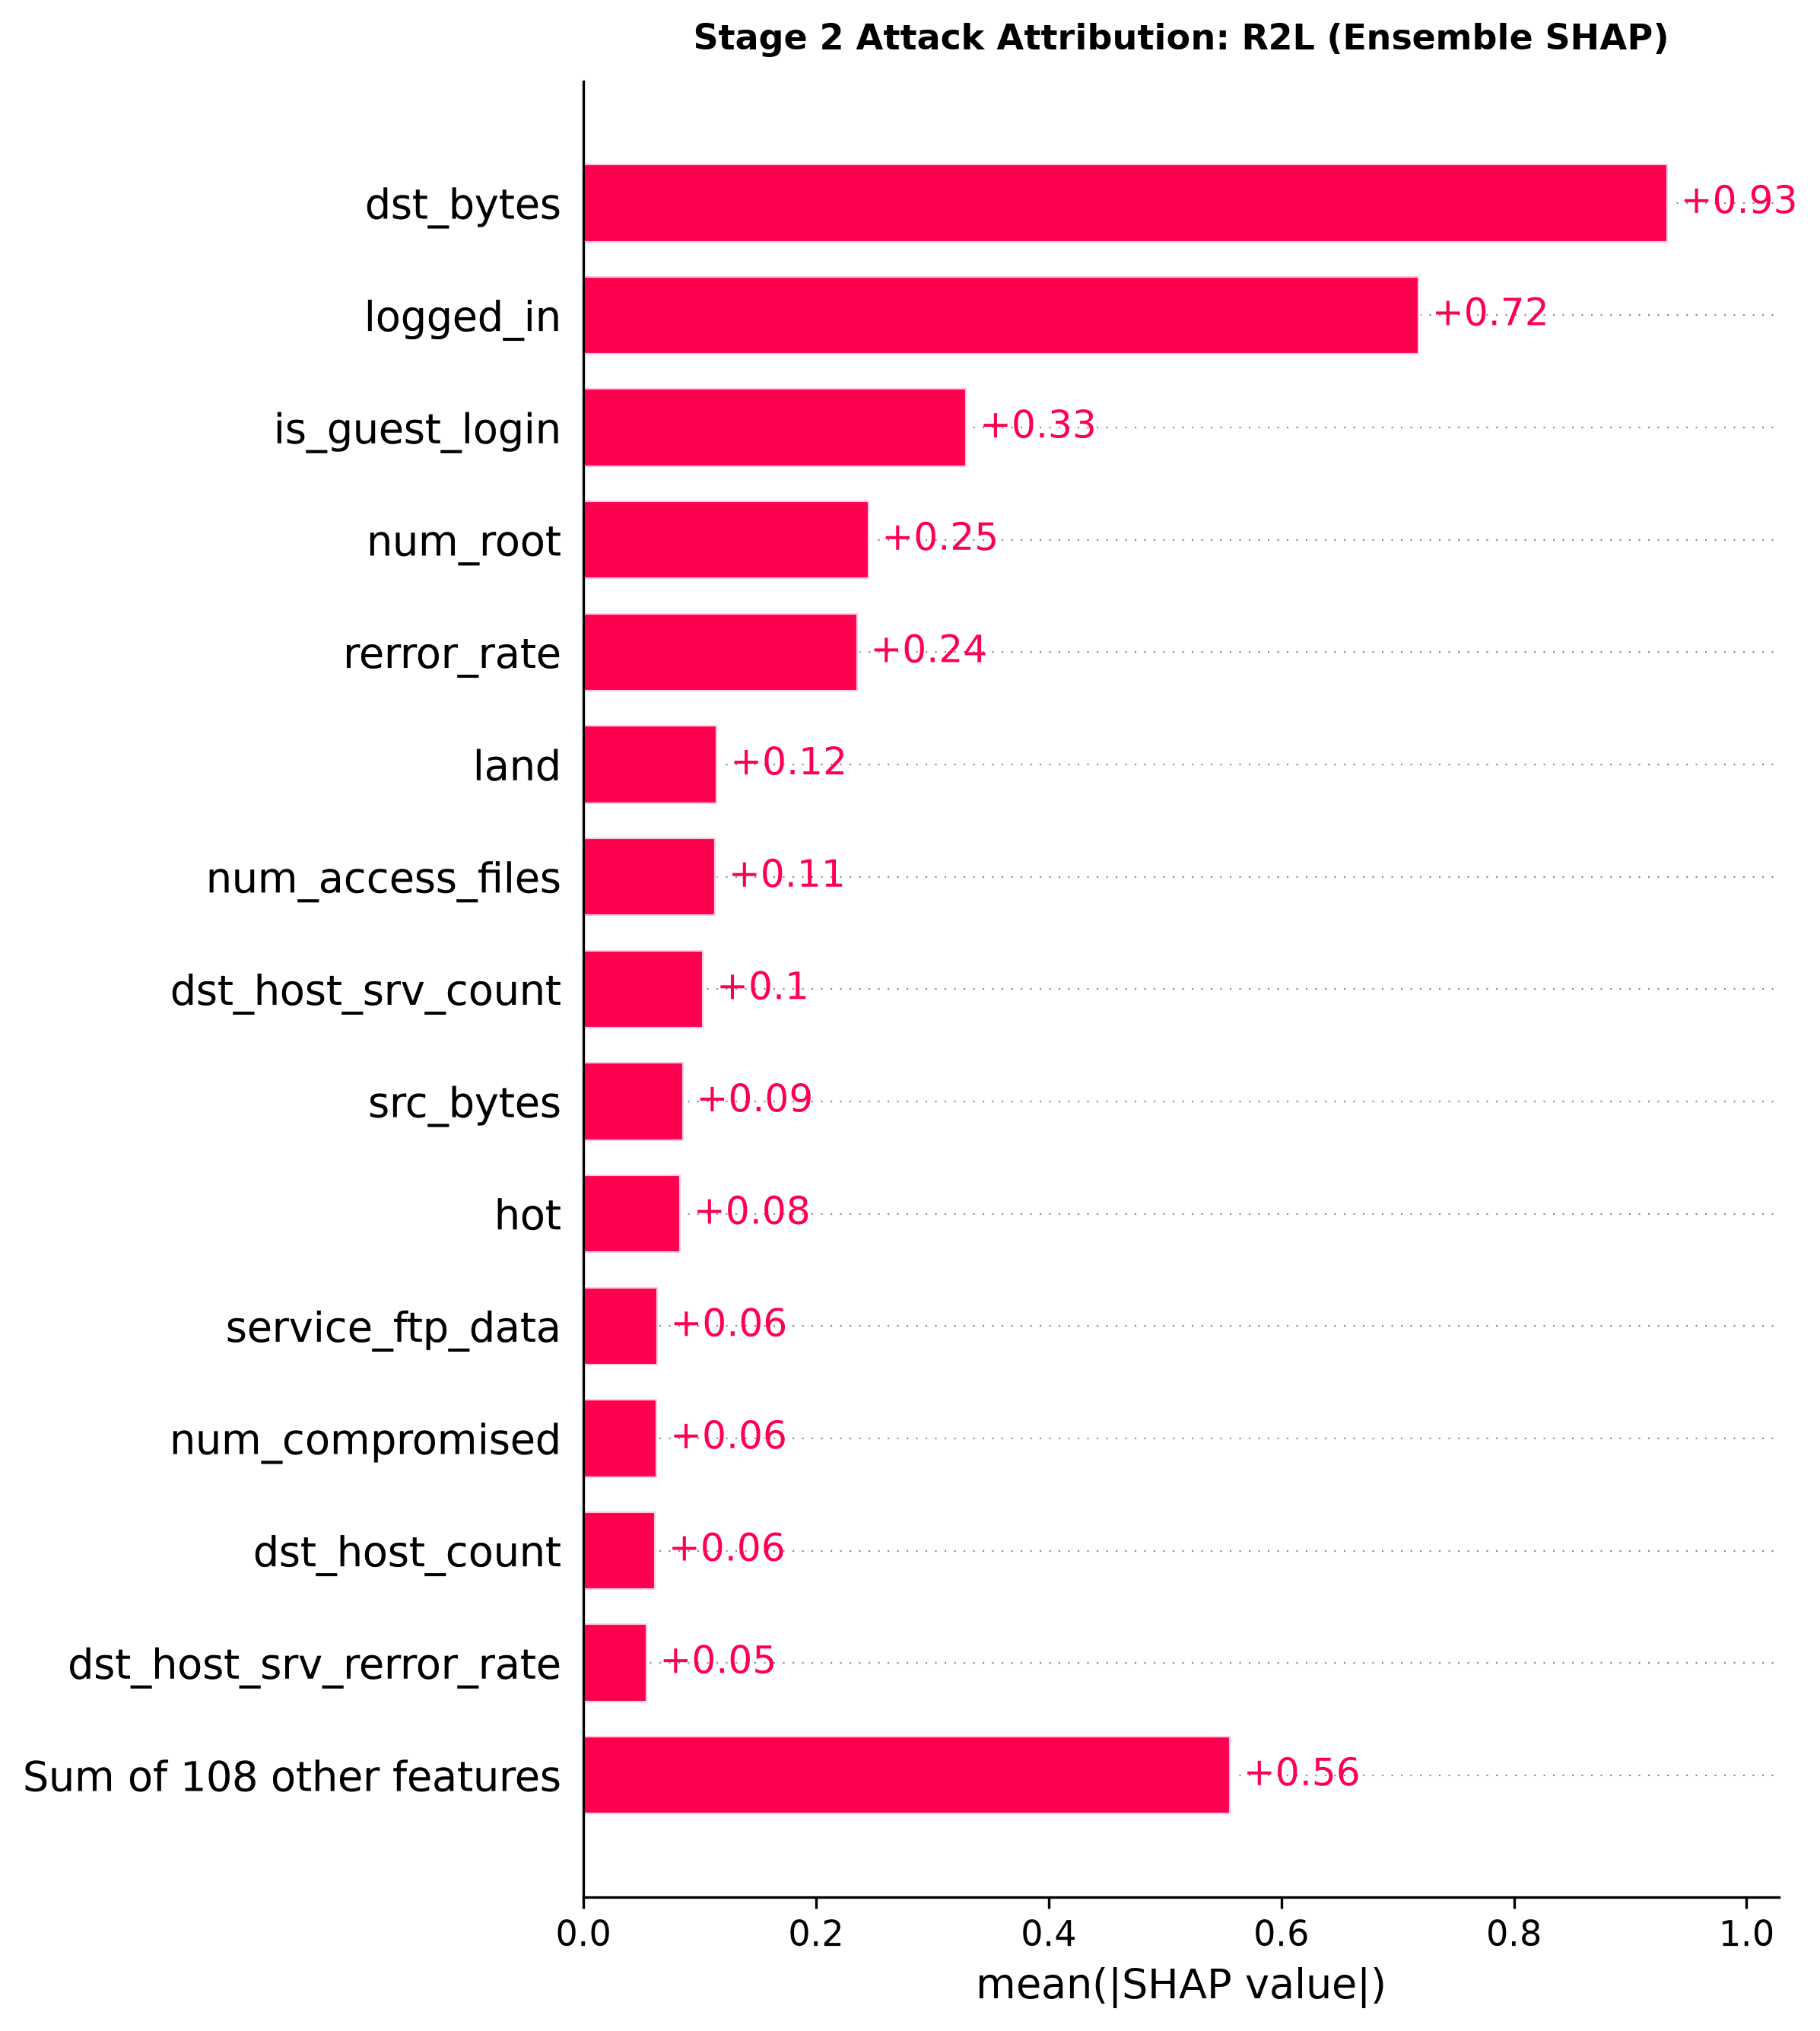 Stage 2 Attack Attribution: R2L (Ensemble SHAP)
dst_bytes +0.93
logged_in +0.72
is_guest_login +0.33
num_root +0.25
rerror_rate +0.24
land +0.12
num_access_files +0.11
dst_host_srv_count +0.1
src_bytes +0.09
hot +0.08
service_ftp_data +0.06
num_compromised +0.06
dst_host_count +0.06
dst_host_srv_rerror_rate +0.05
Sum of 108 other features +0.56
0.0 0.2 0.4 0.6 0.8 1.0
mean(|SHAP value|)